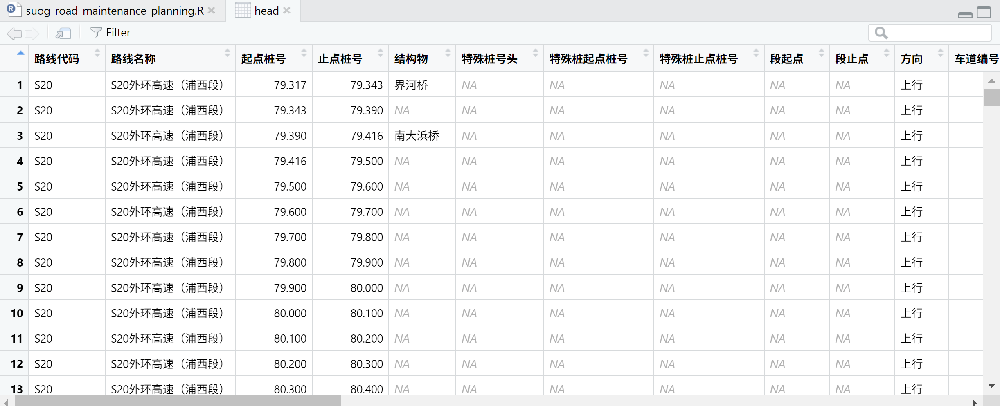 suog_road_maintenance_planning.R head
Filter
路线代码 路线名称 起点桩号 止点桩号 结构物 特殊桩号头 特殊桩起点桩号 特殊桩止点桩号 段起点 段止点 方向 车道编号
1 S20 S20外环高速（浦西段） 79.317 79.343 界河桥 NA NA NA NA NA 上行
2 S20 S20外环高速（浦西段） 79.343 79.390 NA NA NA NA NA NA 上行
3 S20 S20外环高速（浦西段） 79.390 79.416 南大浜桥 NA NA NA NA NA 上行
4 S20 S20外环高速（浦西段） 79.416 79.500 NA NA NA NA NA NA 上行
5 S20 S20外环高速（浦西段） 79.500 79.600 NA NA NA NA NA NA 上行
6 S20 S20外环高速（浦西段） 79.600 79.700 NA NA NA NA NA NA 上行
7 S20 S20外环高速（浦西段） 79.700 79.800 NA NA NA NA NA NA 上行
8 S20 S20外环高速（浦西段） 79.800 79.900 NA NA NA NA NA NA 上行
9 S20 S20外环高速（浦西段） 79.900 80.000 NA NA NA NA NA NA 上行
10 S20 S20外环高速（浦西段） 80.000 80.100 NA NA NA NA NA NA 上行
11 S20 S20外环高速（浦西段） 80.100 80.200 NA NA NA NA NA NA 上行
12 S20 S20外环高速（浦西段） 80.200 80.300 NA NA NA NA NA NA 上行
13 S20 S20外环高速（浦西段） 80.300 80.400 NA NA NA NA NA NA 上行